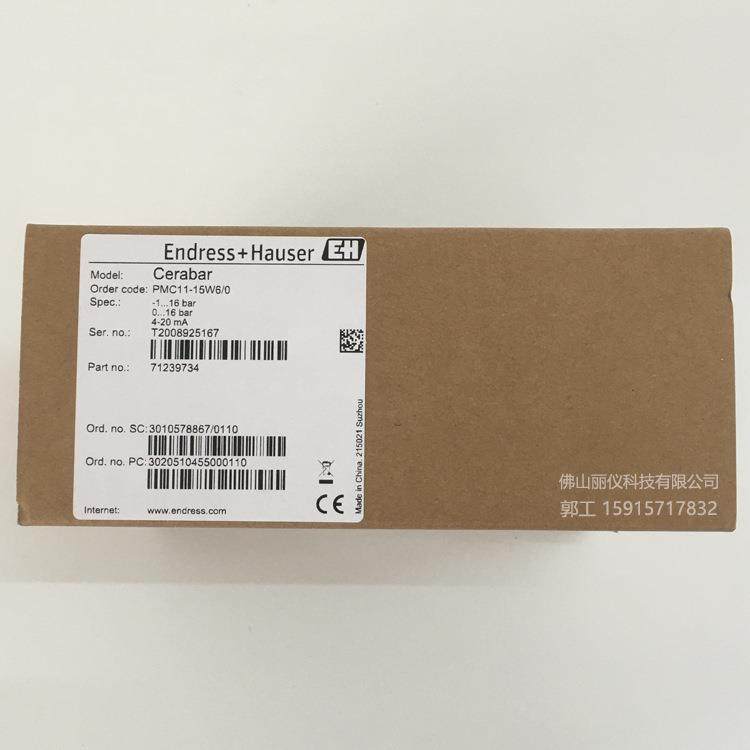 Endress+Hauser EH
Model: Cerabar
Order code: PMC11-15W6/0
Spec.: -1...16 bar
0...16 bar
4-20 mA
Ser. no.: T2008925167
Part no.: 71239734
Ord. no. SC: 3010578867/0110
Ord. no. PC: 3020510455000110
Internet: www.endress.com
CE
Made in China, 215021 Suzhou
佛山丽仪科技有限公司
郭工 15915717832